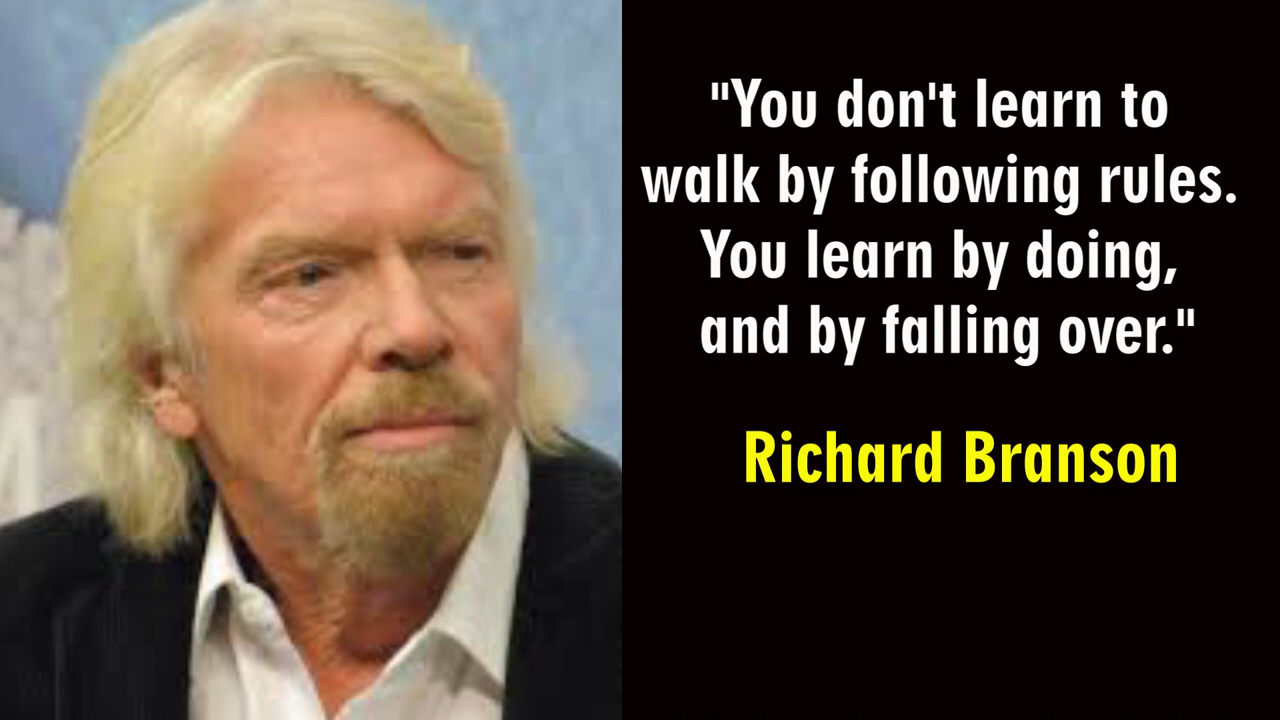 "You don't learn to
walk by following rules.
You learn by doing,
and by falling over."
Richard Branson